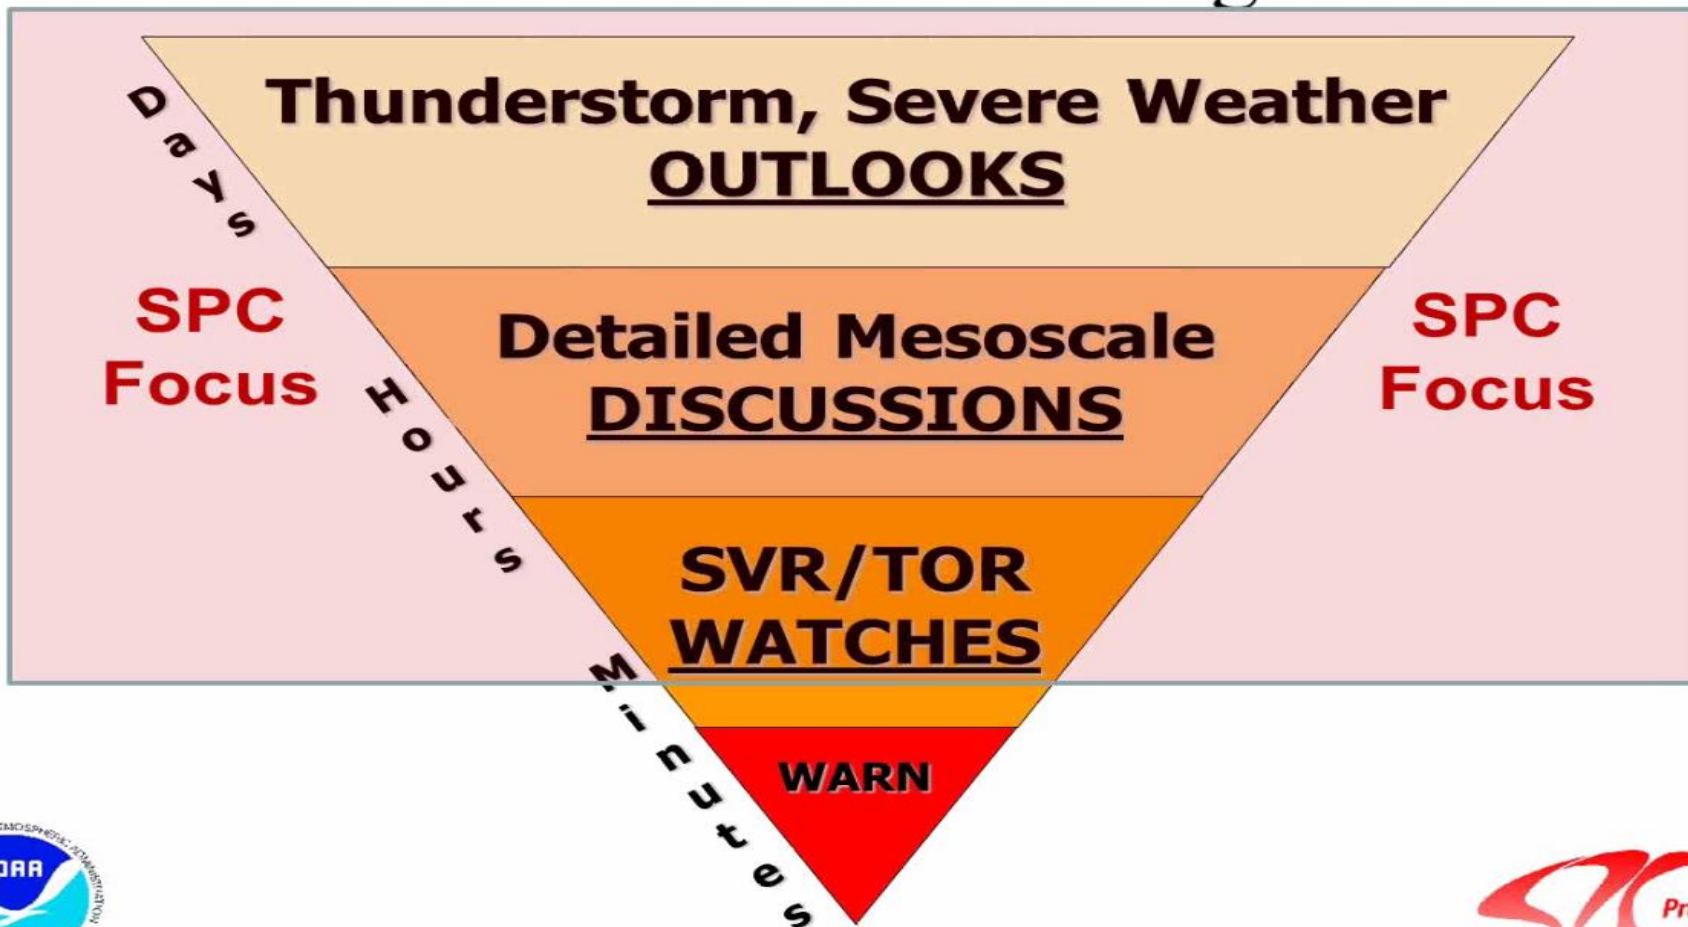 Thunderstorm, Severe Weather
OUTLOOKS
Days
SPC
Focus
Detailed Mesoscale
DISCUSSIONS
SPC
Focus
Hours
SVR/TOR
WATCHES
Minutes
WARN